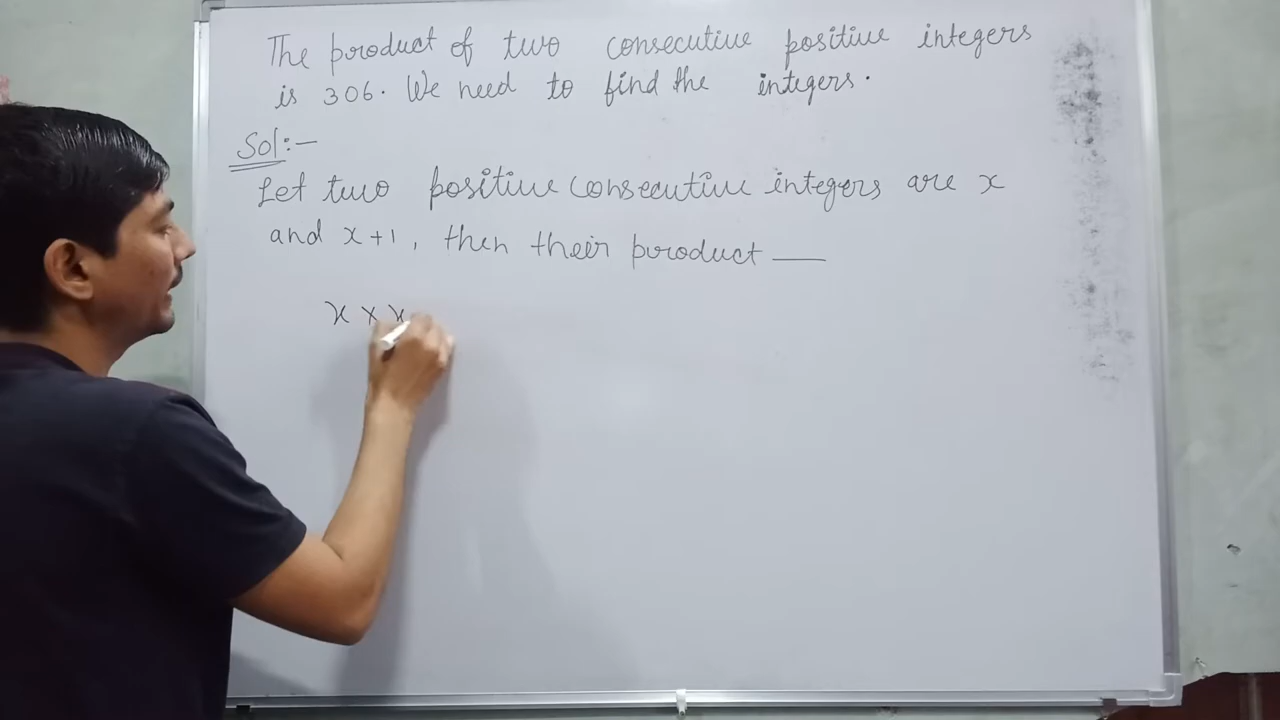 The product of two consecutive positive integers
is 306. We need to find the integers.
Sol:-
Let two positive consecutive integers are x
and x+1, then their product —
x × x